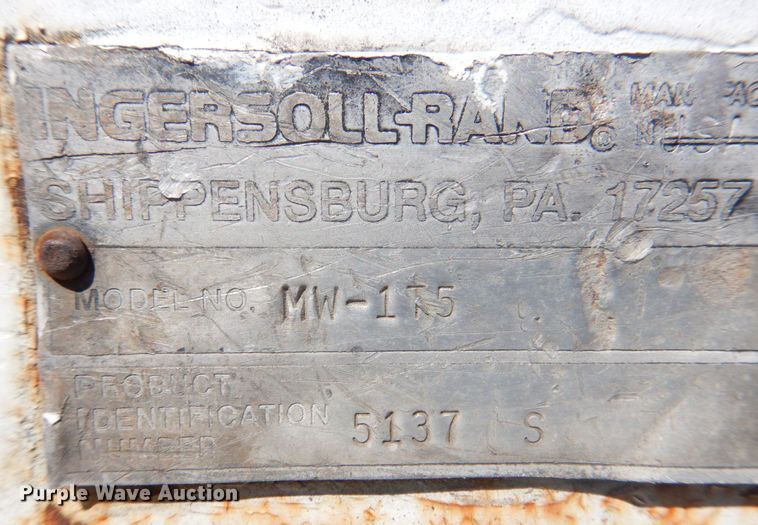 INGERSOLL-RAND
SHIPPENSBURG, PA. 17257
MODEL NO. MW-1T5
PRODUCT
IDENTIFICATION 5137 S
NUMBER
Purple Wave Auction